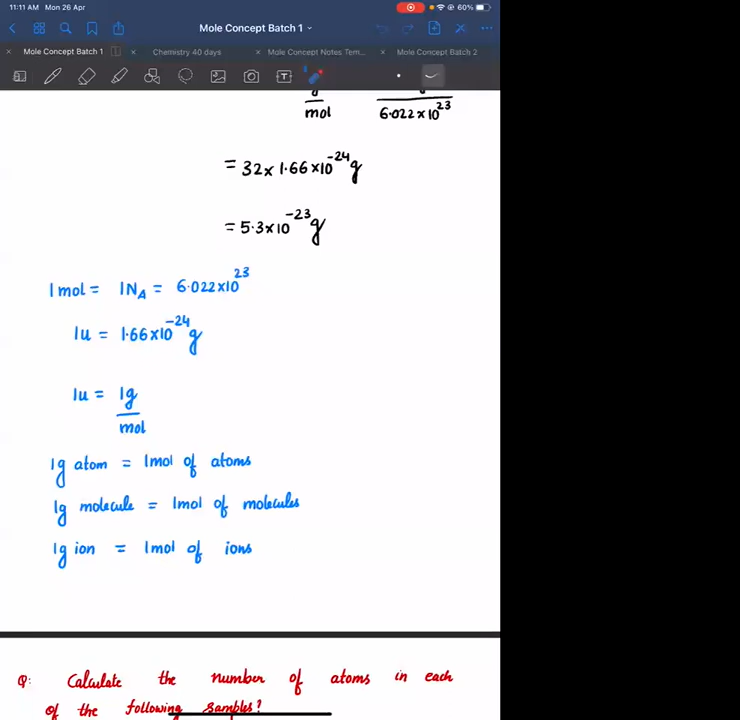 11:11 AM Mon 26 Apr
60%
Mole Concept Batch 1
Mole Concept Batch 1 Chemistry 40 days Mole Concept Notes Tem... Mole Concept Batch 2
mol 6.022×10²³
= 32 × 1.66×10⁻²⁴ g
= 5.3×10⁻²³ g
1 mol = 1N_A = 6.022×10²³
1u = 1.66×10⁻²⁴ g
1u = 1g
mol
1g atom = 1mol of atoms
1g molecule = 1mol of molecules
1g ion = 1mol of ions
Q: Calculate the number of atoms in each
of the following samples?